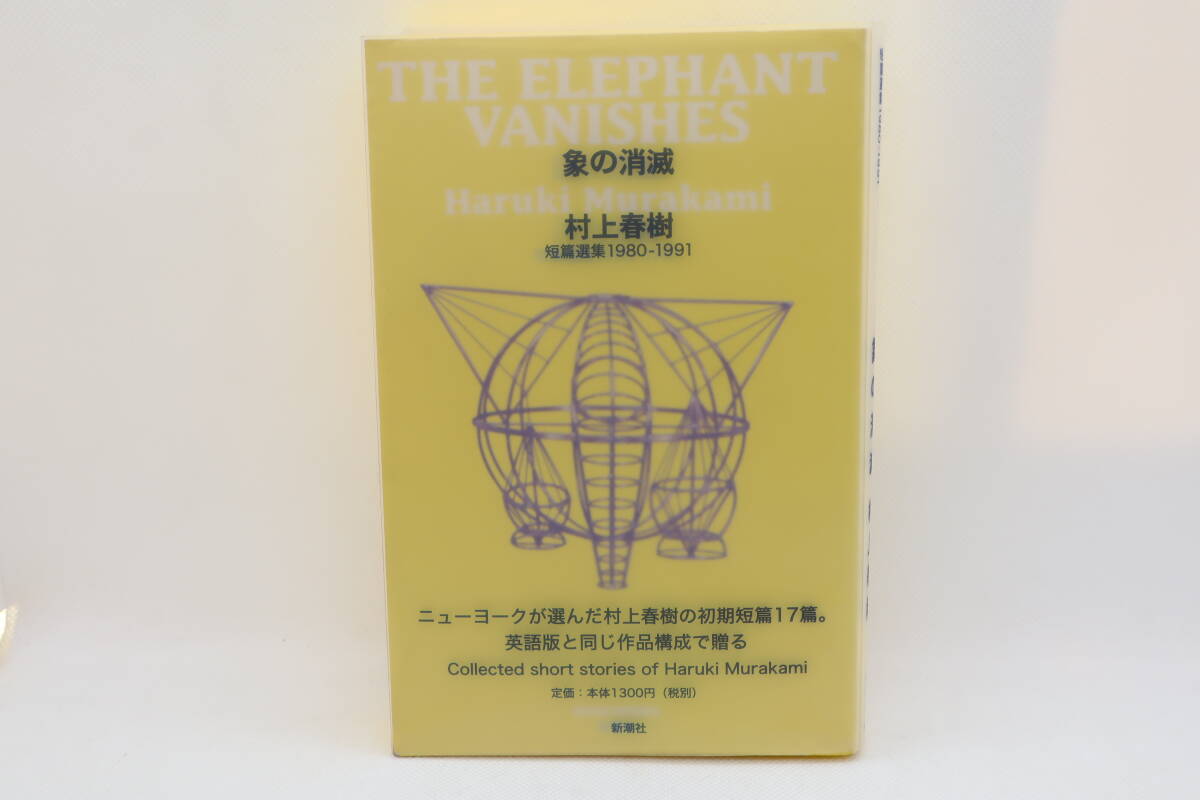 THE ELEPHANT
VANISHES
象の消滅
Haruki Murakami
村上春樹
短篇選集1980-1991
ニューヨークが選んだ村上春樹の初期短篇17篇。
英語版と同じ作品構成で贈る
Collected short stories of Haruki Murakami
定価：本体1300円（税別）
新潮社